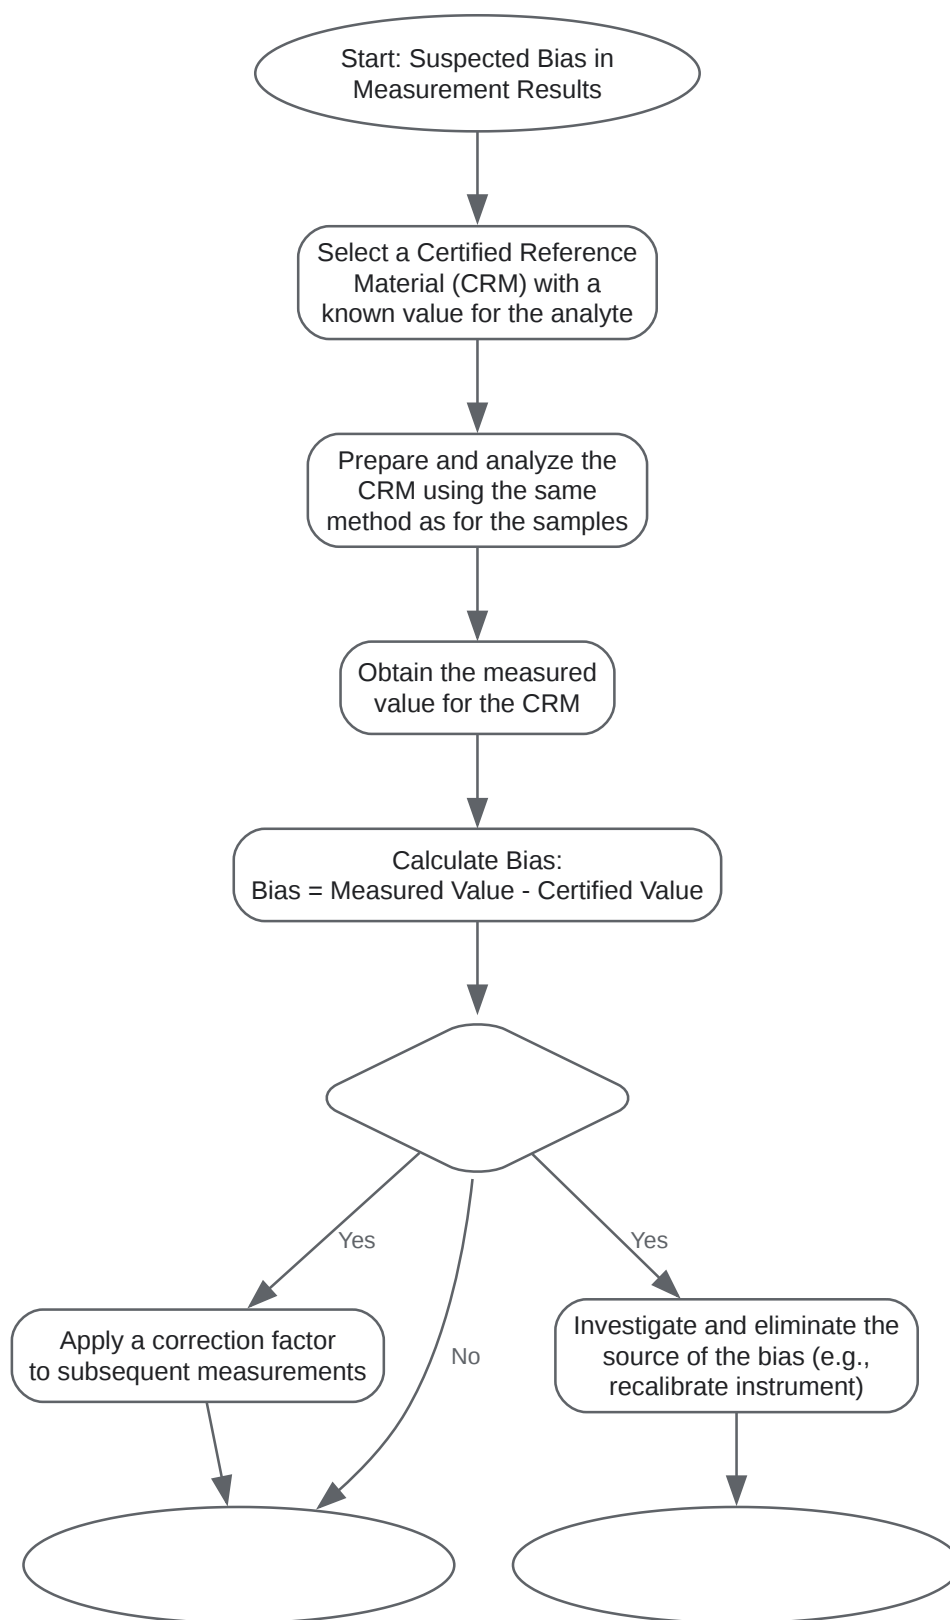 Start: Suspected Bias in
Measurement Results
Select a Certified Reference
Material (CRM) with a
known value for the analyte
Prepare and analyze the
CRM using the same
method as for the samples
Obtain the measured
value for the CRM
Calculate Bias:
Bias = Measured Value - Certified Value
Yes
Yes
Apply a correction factor
to subsequent measurements
No
Investigate and eliminate the
source of the bias (e.g.,
recalibrate instrument)